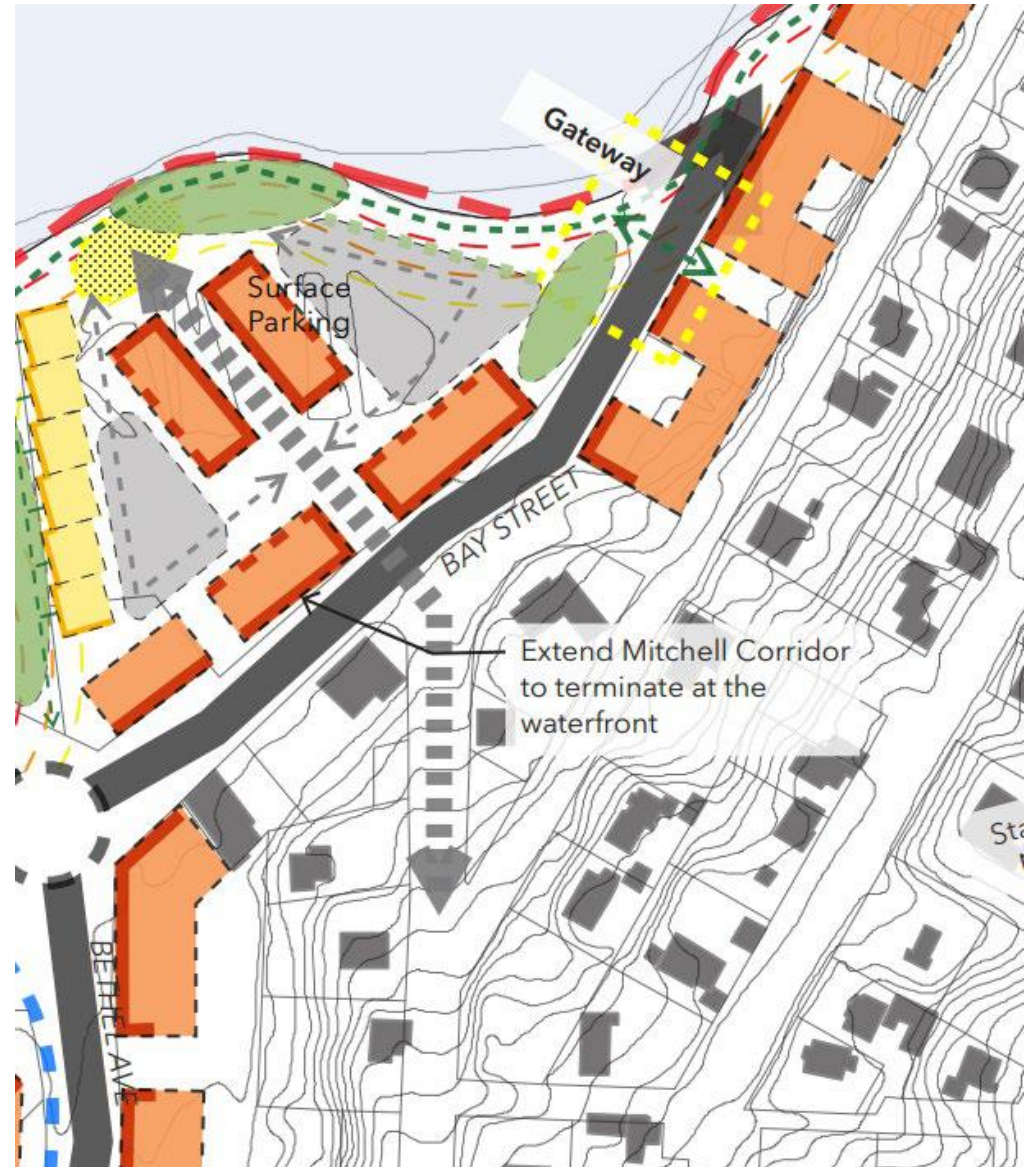 Gateway
Surface
Parking
BAY STREET
Extend Mitchell Corridor
to terminate at the
waterfront
BETHEL AVE